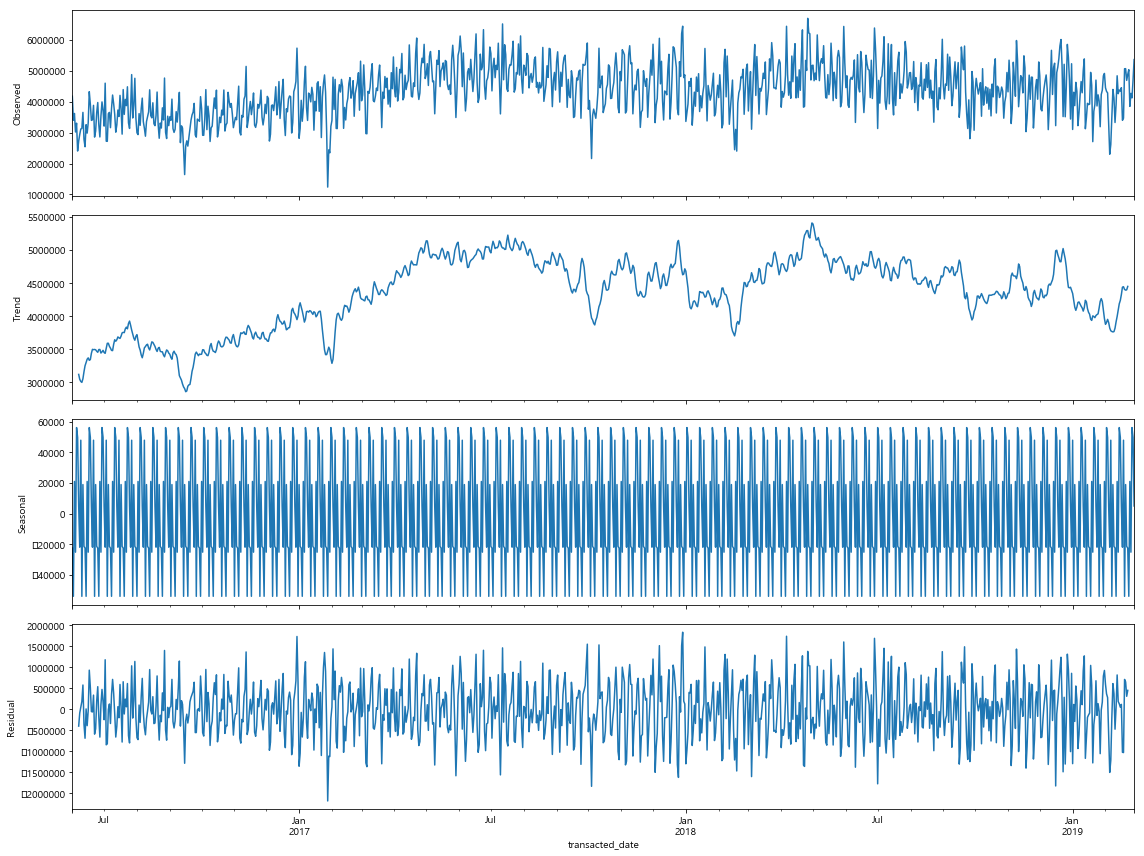 6000000
5000000
4000000
3000000
2000000
1000000
Observed
5500000
5000000
4500000
4000000
3500000
3000000
Trend
60000
40000
20000
0
□20000
□40000
Seasonal
2000000
1500000
1000000
500000
0
□500000
□1000000
□1500000
□2000000
Residual
Jul
Jan
2017
Jul
Jan
2018
Jul
Jan
2019
transacted_date